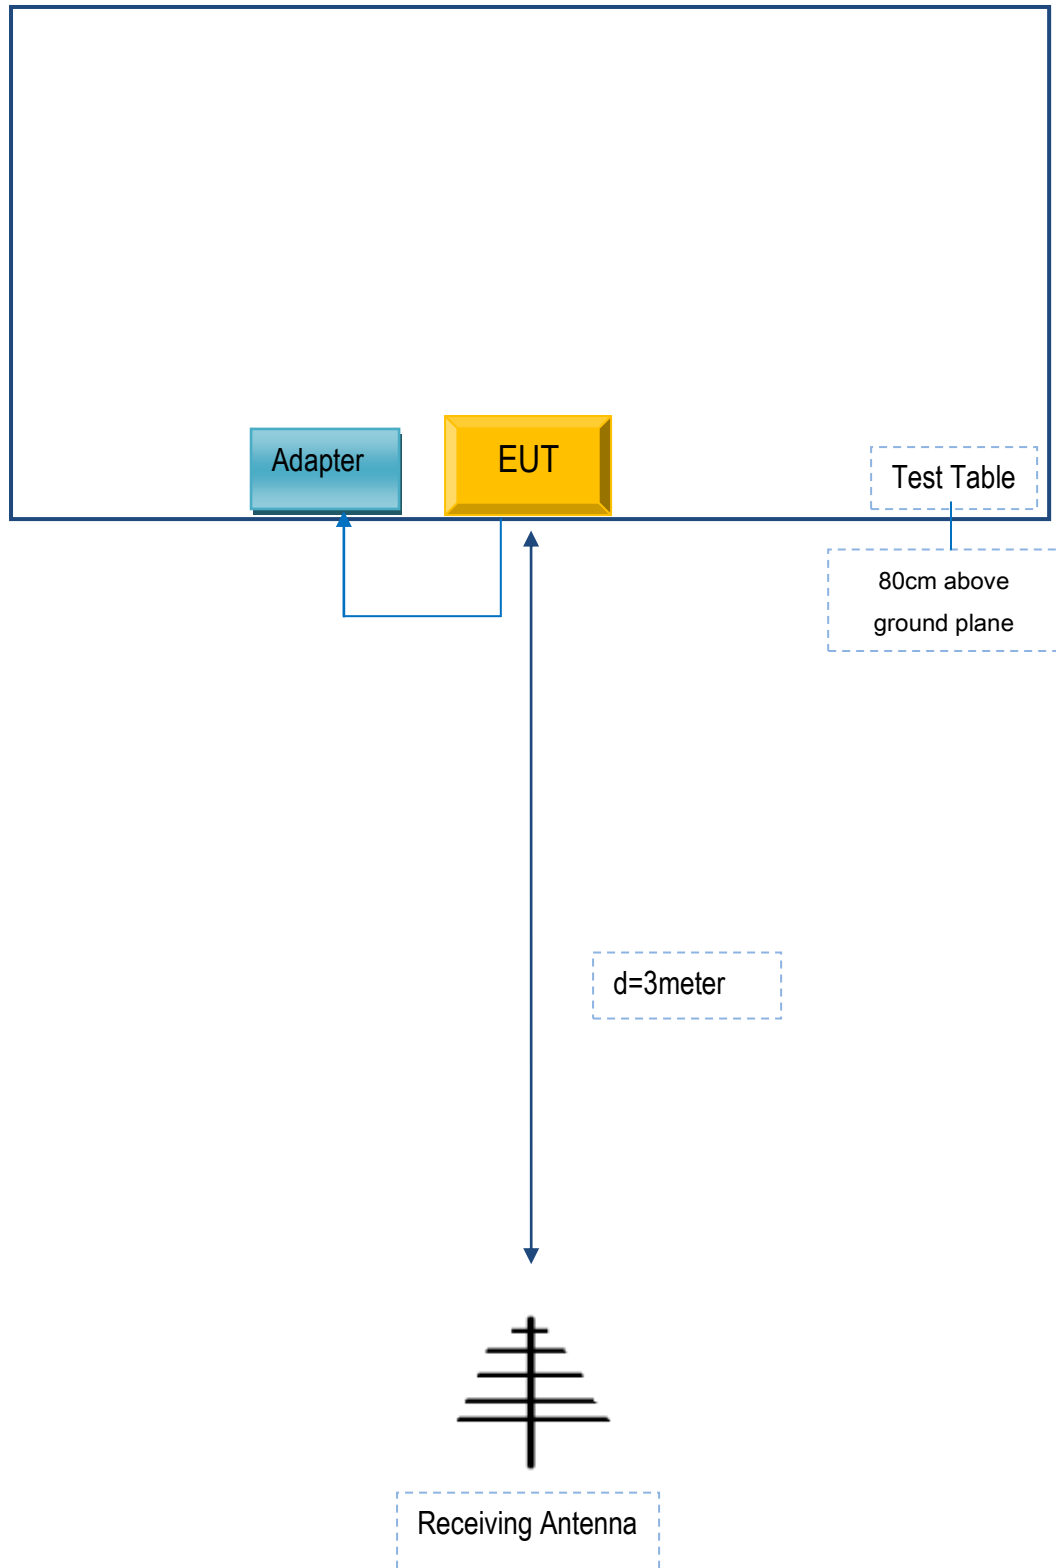 Adapter
EUT
Test Table
80cm above
ground plane
d=3meter
Receiving Antenna